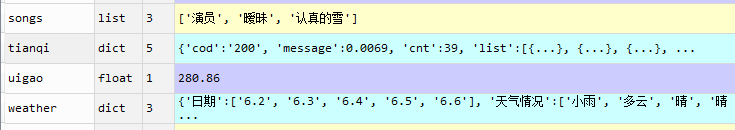 songs list 3 ['演员', '暧昧', '认真的雪']
tianqi dict 5 {'cod':'200', 'message':0.0069, 'cnt':39, 'list':[{...}, {...}, {...}, ...
uigao float 1 280.86
weather dict 3 {'日期':['6.2', '6.3', '6.4', '6.5', '6.6'], '天气情况':['小雨', '多云', '晴', '晴
...